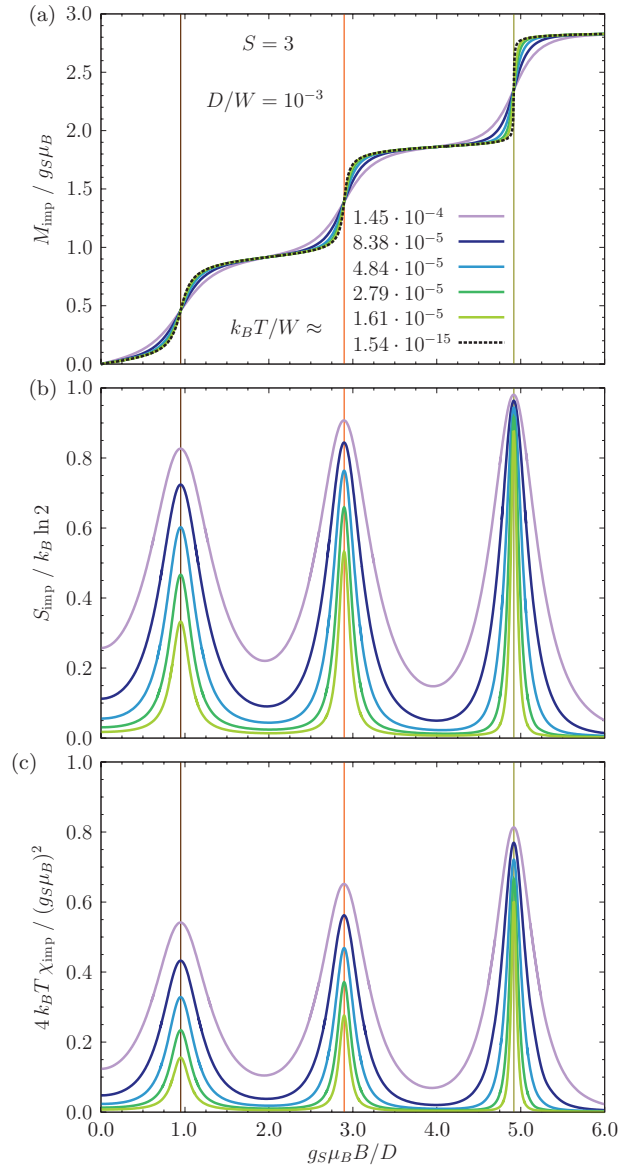 (a)
3.0
2.5
2.0
1.5
1.0
0.5
0.0
M_imp / g_S μ_B
S = 3
D/W = 10⁻³
k_B T/W ≈
1.45 · 10⁻⁴
8.38 · 10⁻⁵
4.84 · 10⁻⁵
2.79 · 10⁻⁵
1.61 · 10⁻⁵
1.54 · 10⁻¹⁵
(b)
1.0
0.8
0.6
0.4
0.2
0.0
S_imp / k_B ln 2
(c)
0.8
0.6
0.4
0.2
0.0
4 k_B T χ_imp / (g_S μ_B)²
0.0 1.0 2.0 3.0 4.0 5.0 6.0
g_S μ_B B/D